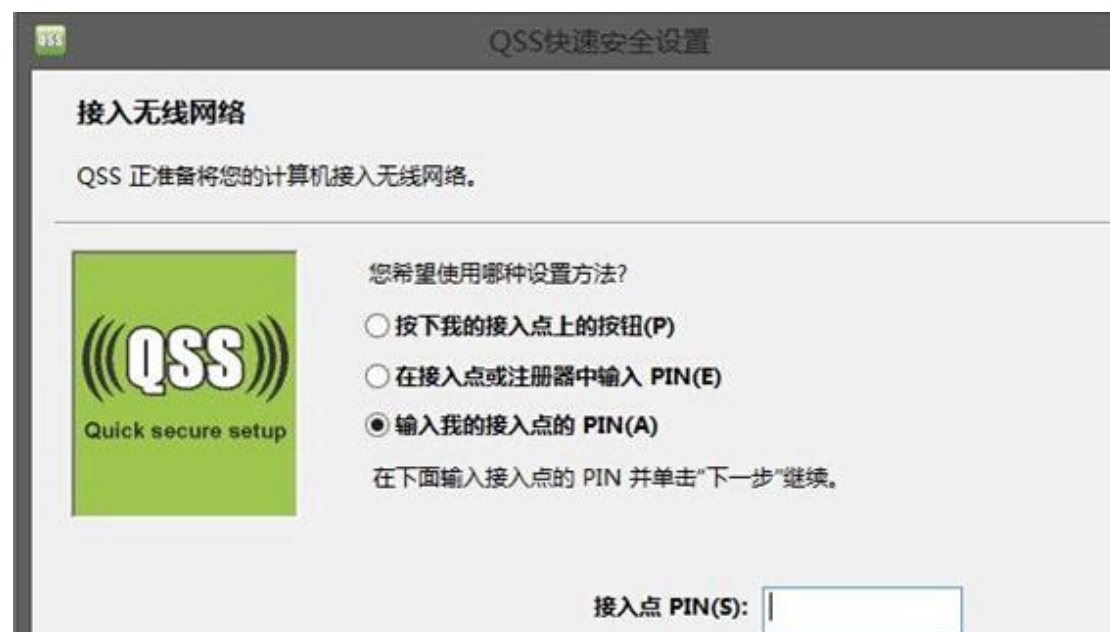 QSS
QSS快速安全设置
接入无线网络
QSS 正准备将您的计算机接入无线网络。
您希望使用哪种设置方法?
按下我的接入点上的按钮(P)
在接入点或注册器中输入 PIN(E)
输入我的接入点的 PIN(A)
在下面输入接入点的 PIN 并单击"下一步"继续。
QSS
Quick secure setup
接入点 PIN(S):